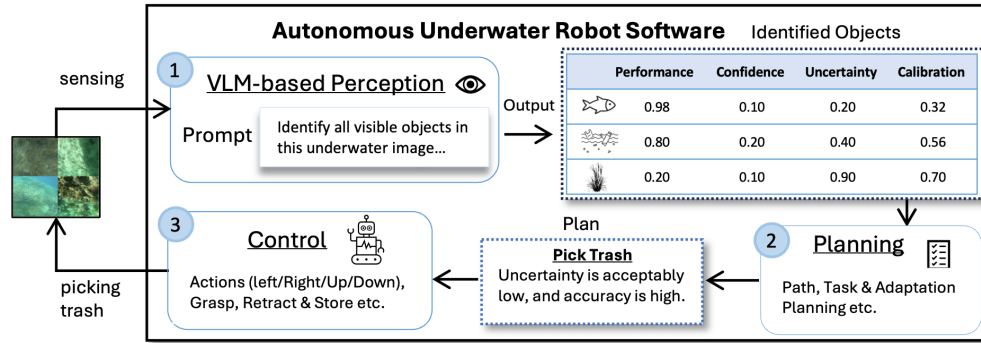 Autonomous Underwater Robot Software
Identified Objects
sensing
1
VLM-based Perception
Prompt
Identify all visible objects in
this underwater image...
Output
Performance Confidence Uncertainty Calibration
0.98 0.10 0.20 0.32
0.80 0.20 0.40 0.56
0.20 0.10 0.90 0.70
2
Planning
Path, Task & Adaptation
Planning etc.
Plan
Pick Trash
Uncertainty is acceptably
low, and accuracy is high.
3
Control
Actions (left/Right/Up/Down),
Grasp, Retract & Store etc.
picking
trash